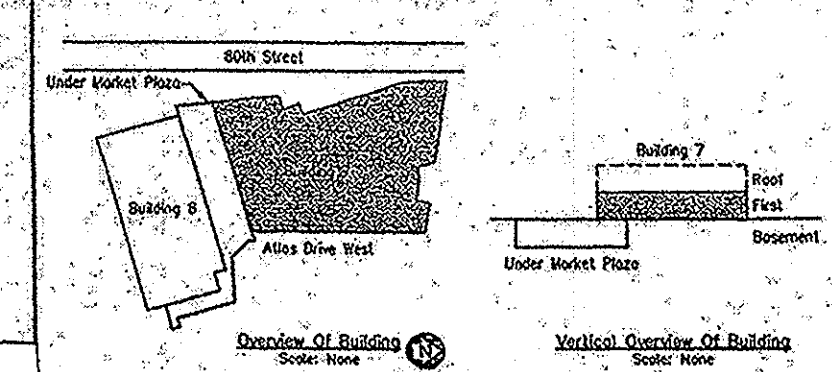 80th Street
Under Market Plaza
Building 8
Atlas Drive West
Overview Of Building
Scale: None
N
Building 7
Roof
First
Basement
Under Market Plaza
Vertical Overview Of Building
Scale: None